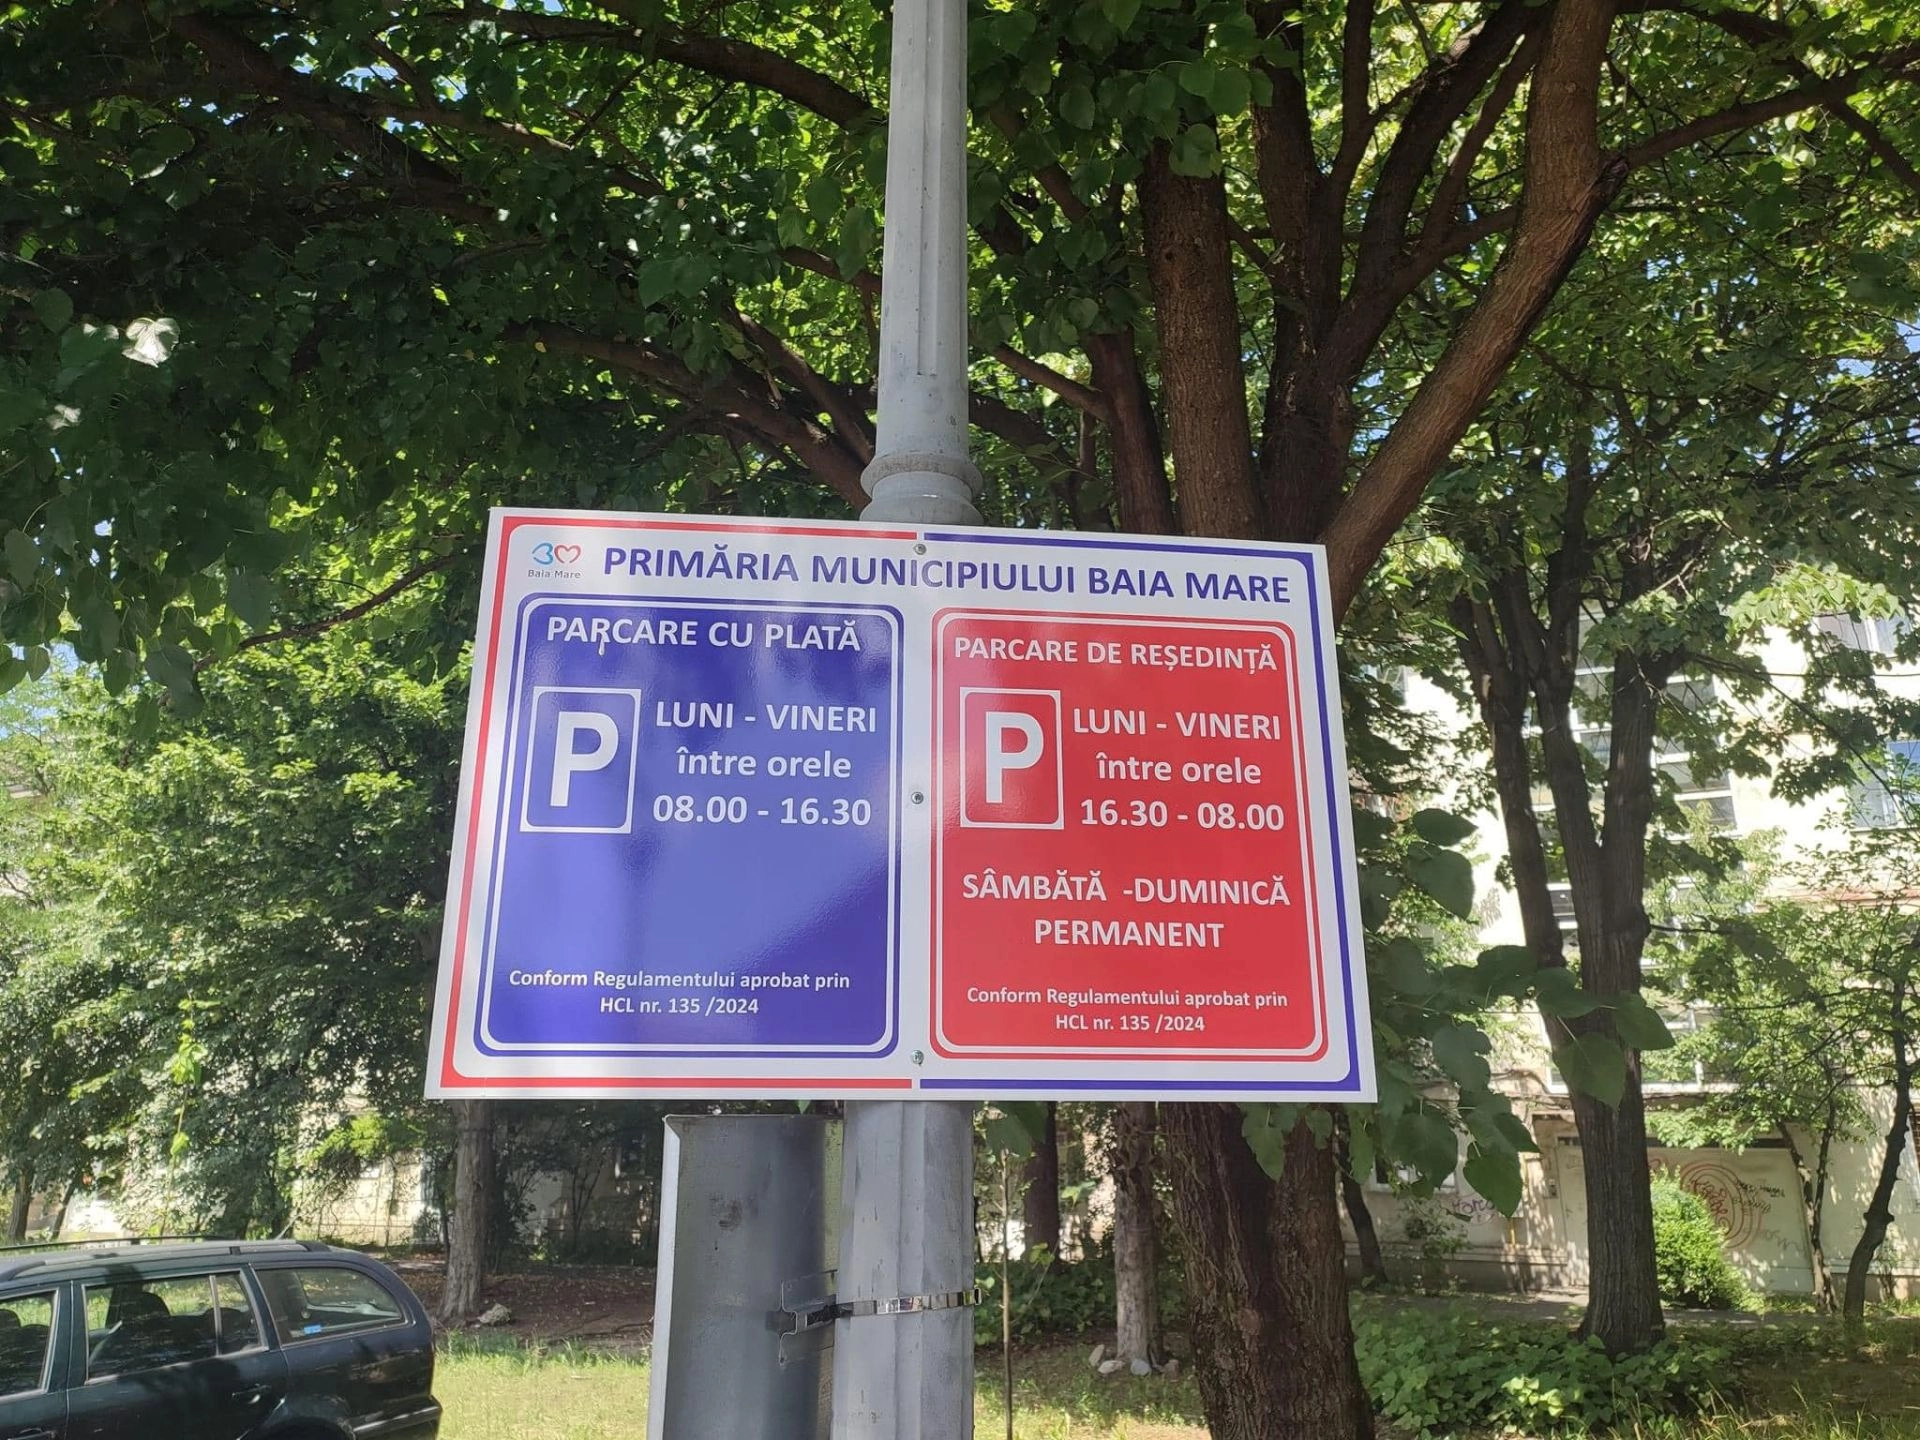 Baia Mare
PRIMĂRIA MUNICIPIULUI BAIA MARE
PARCARE CU PLATĂ
P
LUNI - VINERI
între orele
08.00 - 16.30
Conform Regulamentului aprobat prin
HCL nr. 135 /2024
PARCARE DE REȘEDINȚĂ
P
LUNI - VINERI
între orele
16.30 - 08.00
SÂMBĂTĂ -DUMINICĂ
PERMANENT
Conform Regulamentului aprobat prin
HCL nr. 135 /2024